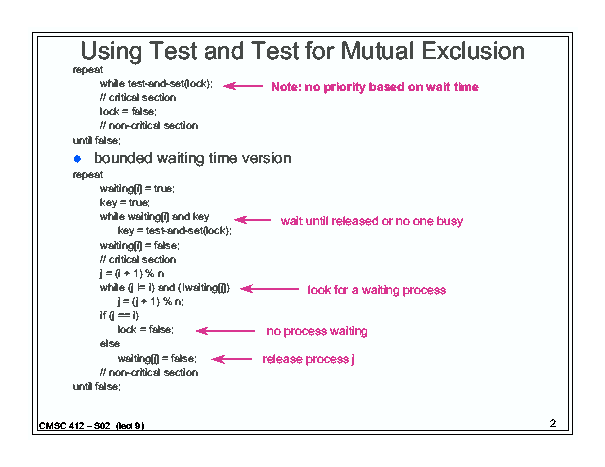 Using Test and Test for Mutual Exclusion
repeat
while test-and-set(lock); Note: no priority based on wait time
// critical section
lock = false;
// non-critical section
until false;
bounded waiting time version
repeat
waiting[i] = true;
key = true;
while waiting[i] and key wait until released or no one busy
key = test-and-set(lock);
waiting[i] = false;
// critical section
j = (i + 1) % n
while (j != i) and (!waiting[j]) look for a waiting process
j = (j + 1) % n;
if (j == i)
lock = false; no process waiting
else
waiting[j] = false; release process j
// non-critical section
until false;
CMSC 412 – S02 (lect 9) 2